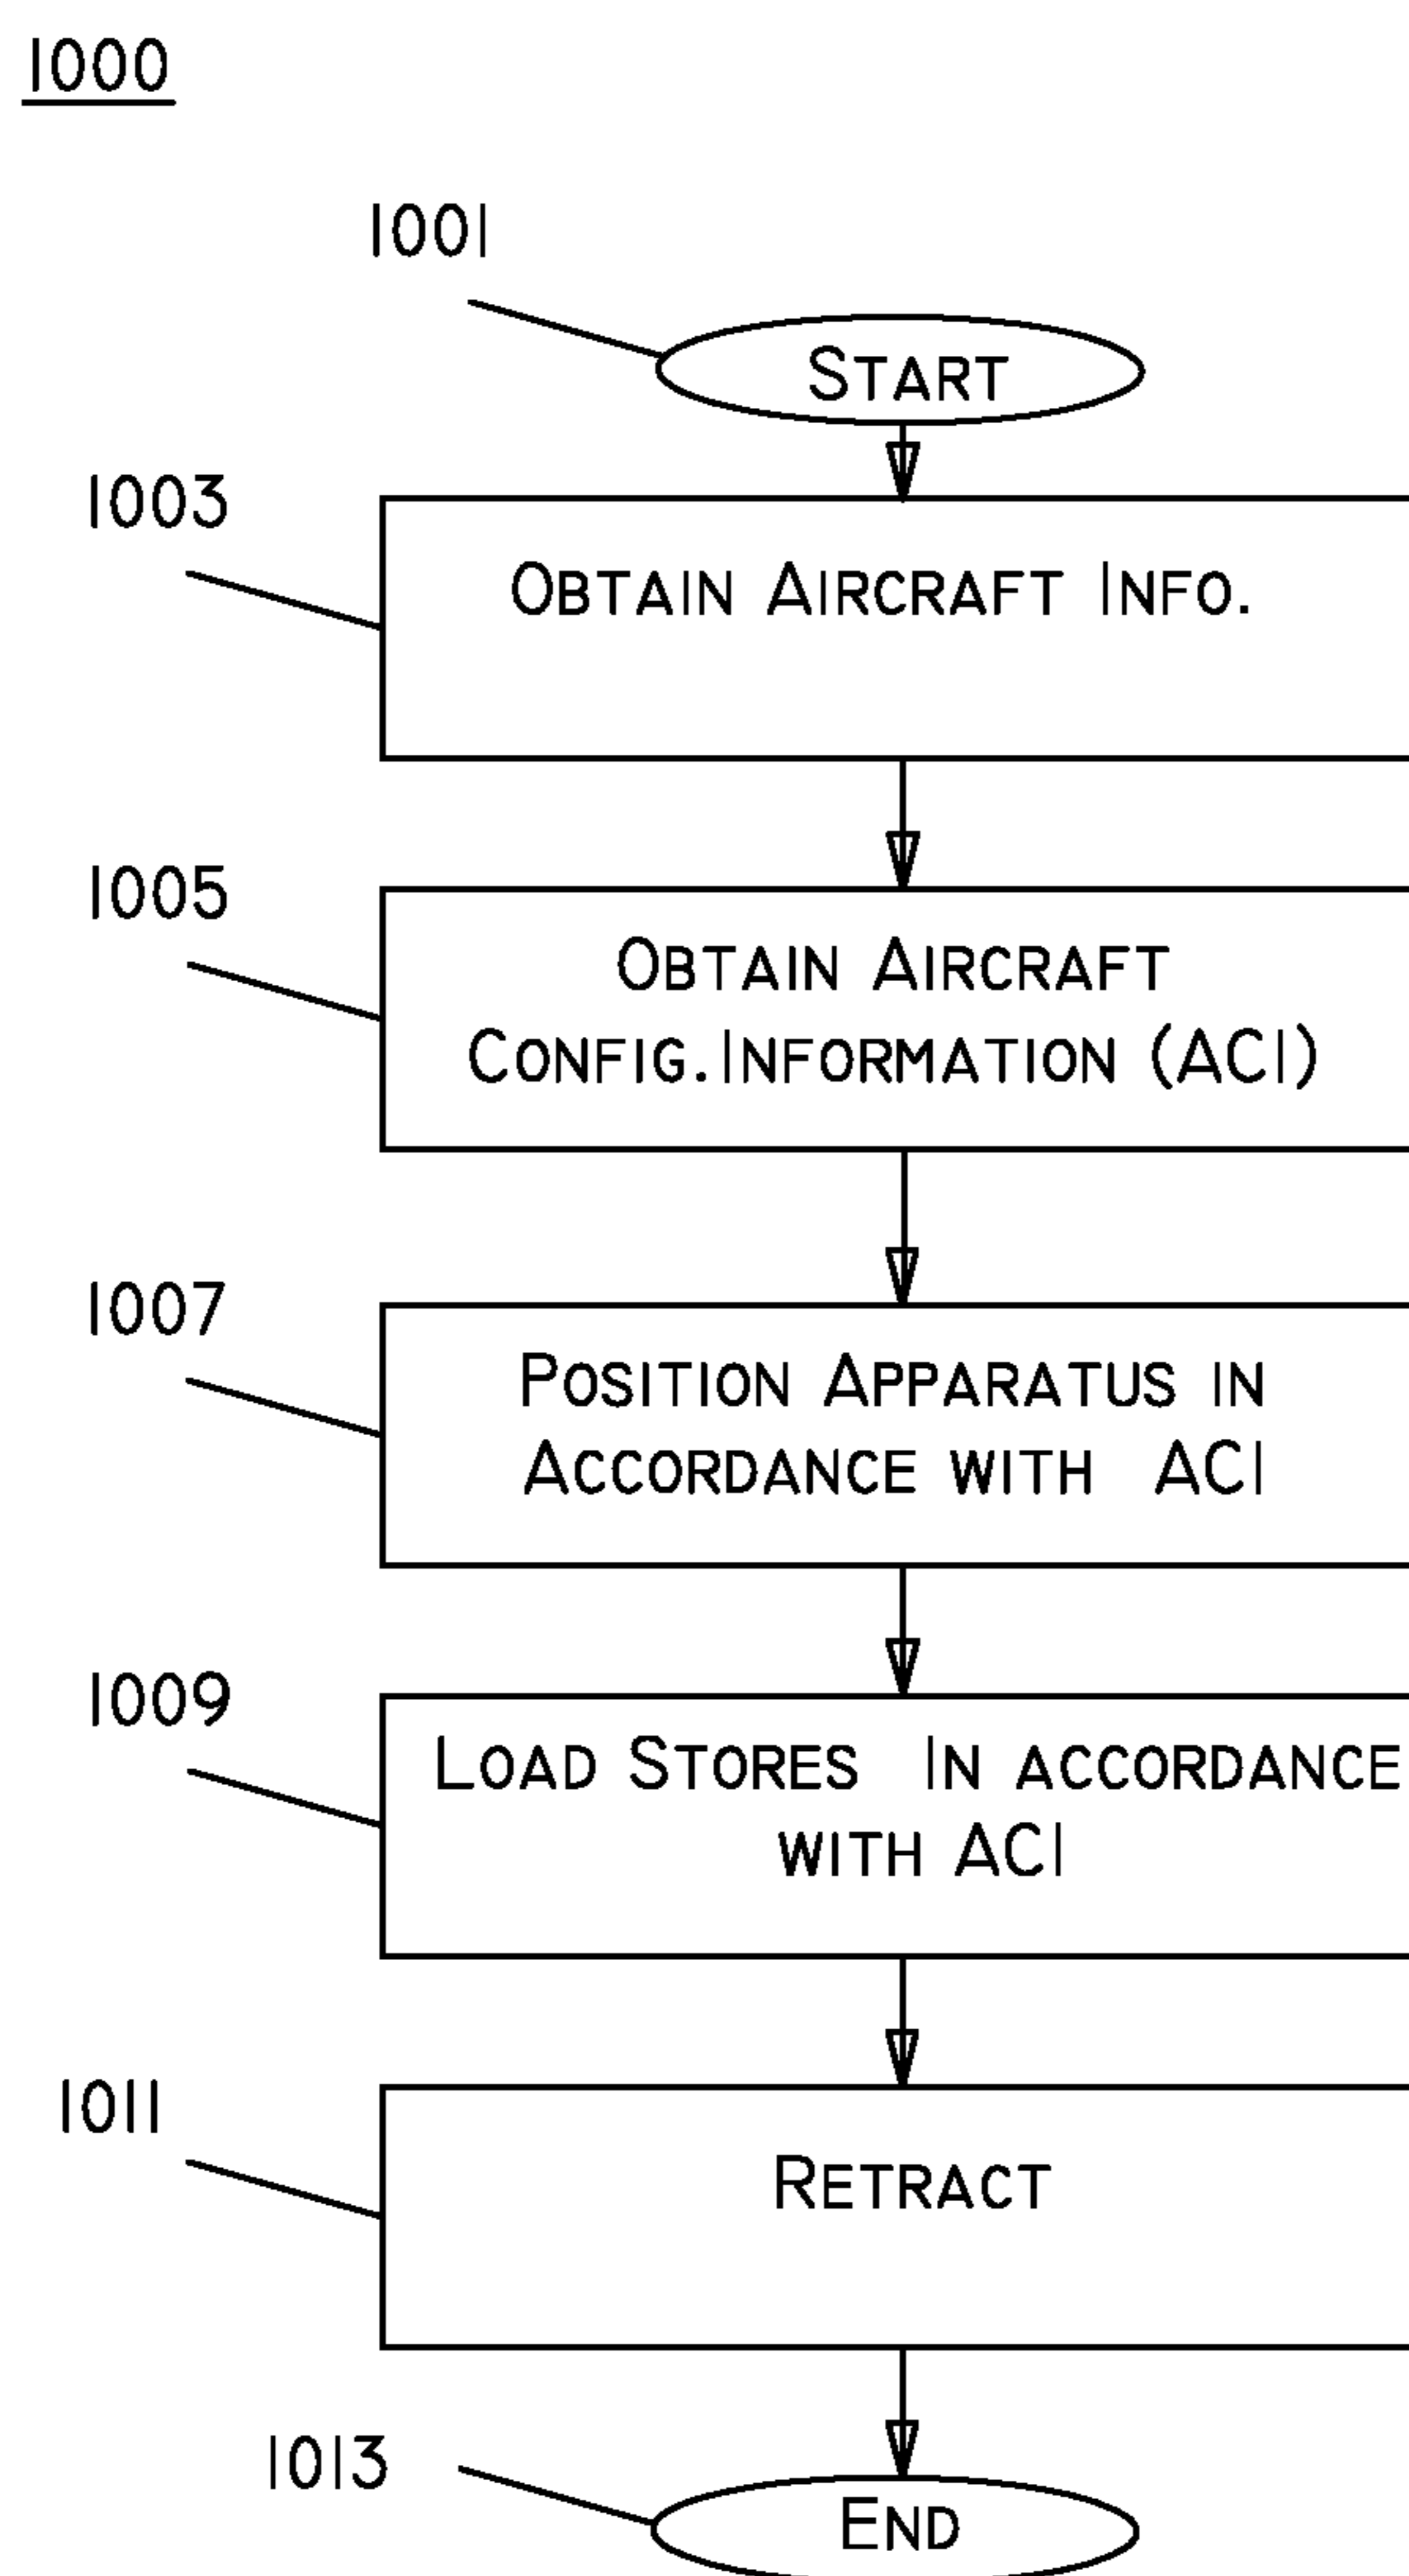 1000
1001
START
1003
OBTAIN AIRCRAFT INFO.
1005
OBTAIN AIRCRAFT
CONFIG. INFORMATION (ACI)
1007
POSITION APPARATUS IN
ACCORDANCE WITH ACI
1009
LOAD STORES IN ACCORDANCE
WITH ACI
1011
RETRACT
1013
END